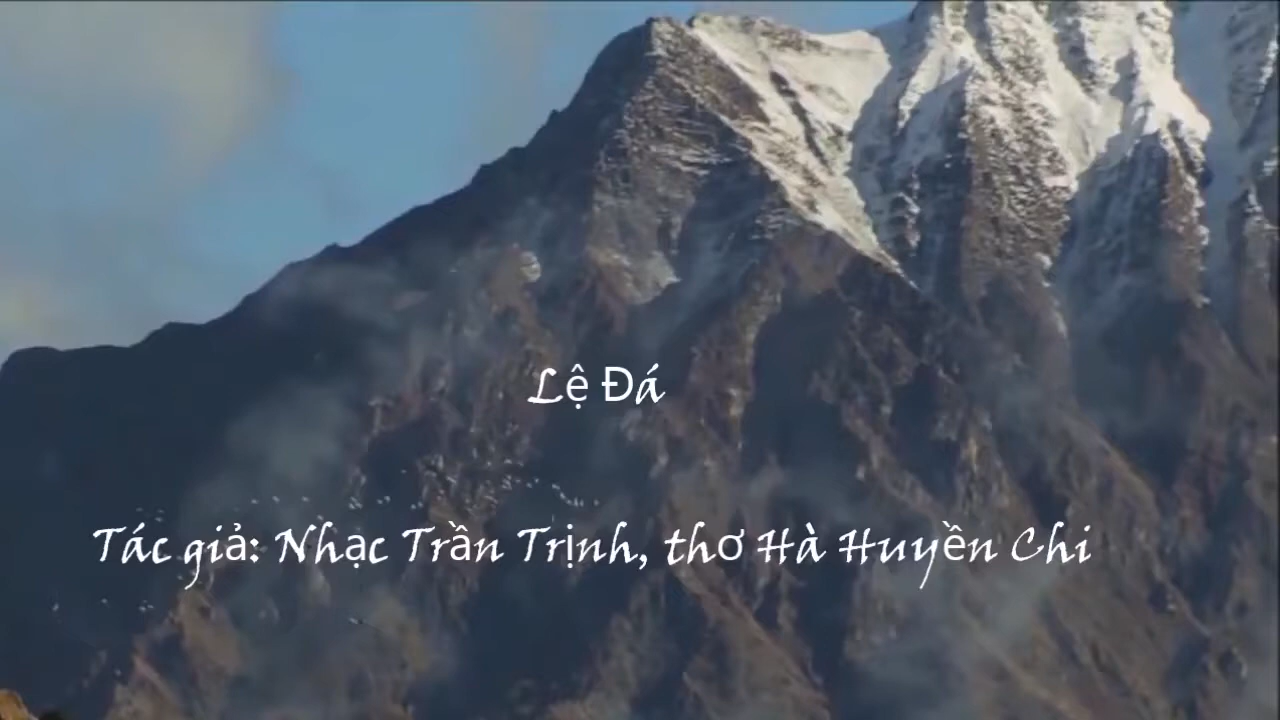 Lệ Đá
Tác giả: Nhạc Trần Trịnh, thơ Hà Huyền Chi